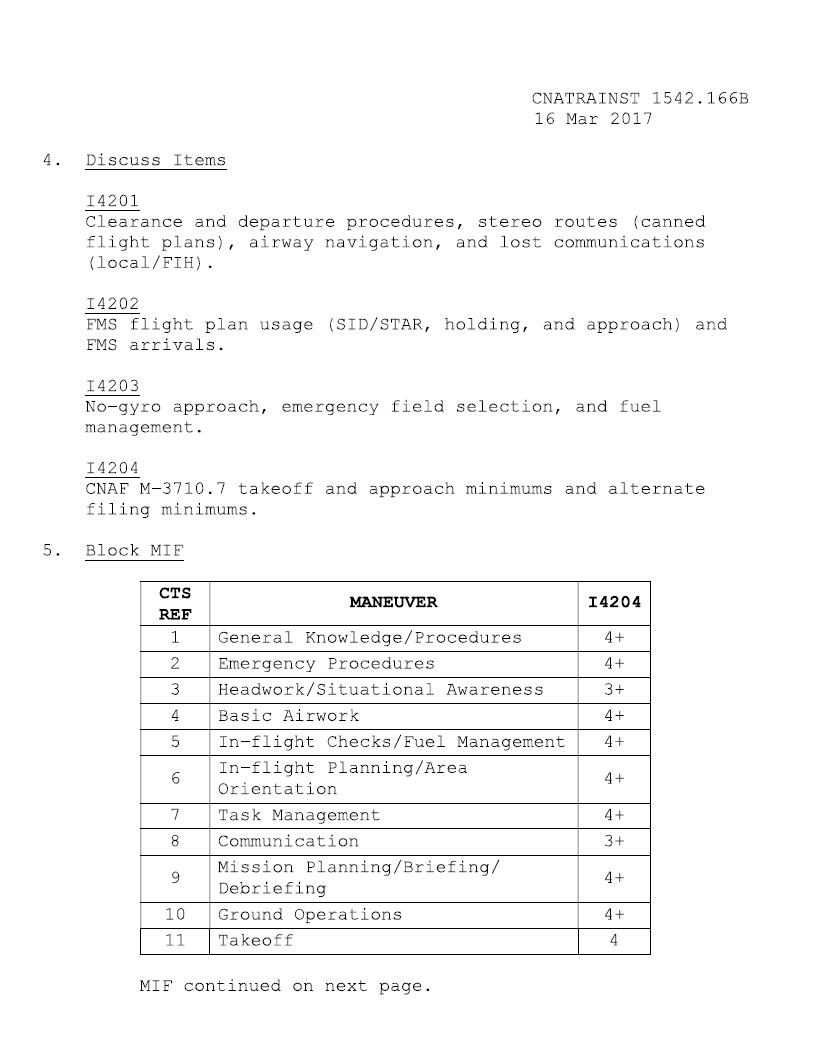 CNATRAINST 1542.166B
16 Mar 2017
4. Discuss Items
I4201
Clearance and departure procedures, stereo routes (canned
flight plans), airway navigation, and lost communications
(local/FIH).
I4202
FMS flight plan usage (SID/STAR, holding, and approach) and
FMS arrivals.
I4203
No-gyro approach, emergency field selection, and fuel
management.
I4204
CNAF M-3710.7 takeoff and approach minimums and alternate
filing minimums.
5. Block MIF
CTS
REF
MANEUVER
I4204
1 General Knowledge/Procedures 4+
2 Emergency Procedures 4+
3 Headwork/Situational Awareness 3+
4 Basic Airwork 4+
5 In-flight Checks/Fuel Management 4+
6 In-flight Planning/Area
Orientation 4+
7 Task Management 4+
8 Communication 3+
9 Mission Planning/Briefing/
Debriefing 4+
10 Ground Operations 4+
11 Takeoff 4
MIF continued on next page.